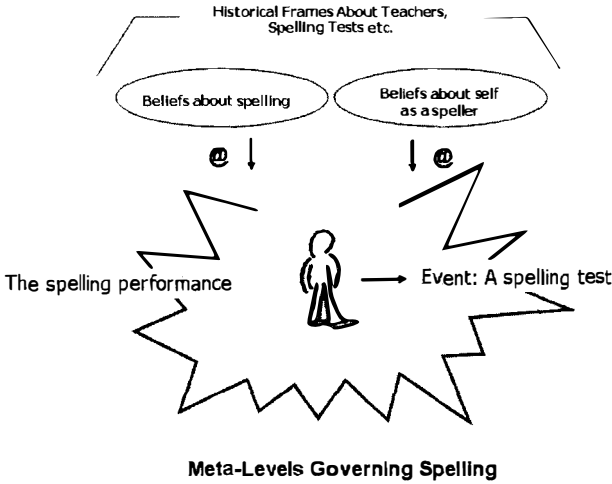 Historical Frames About Teachers,
Spelling Tests etc.
Beliefs about spelling
Beliefs about self
as a speller
@
@
The spelling performance
Event: A spelling test
Meta-Levels Governing Spelling